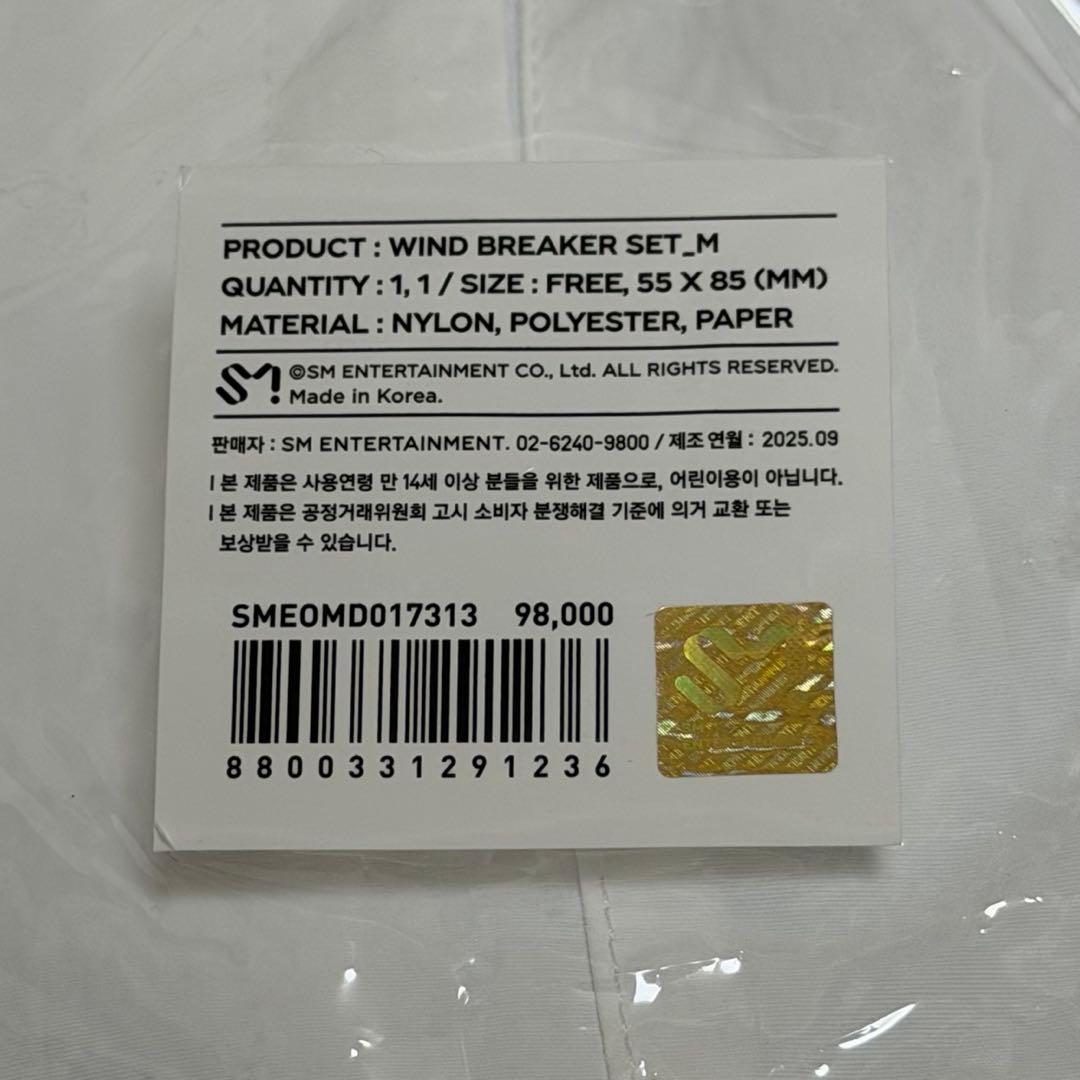 PRODUCT : WIND BREAKER SET_M
QUANTITY : 1, 1 / SIZE : FREE, 55 X 85 (MM)
MATERIAL : NYLON, POLYESTER, PAPER
SM ©SM ENTERTAINMENT CO., Ltd. ALL RIGHTS RESERVED.
Made in Korea.
판매자 : SM ENTERTAINMENT. 02-6240-9800 / 제조 연월 : 2025.09
l 본 제품은 사용연령 만 14세 이상 분들을 위한 제품으로, 어린이용이 아닙니다.
l 본 제품은 공정거래위원회 고시 소비자 분쟁해결 기준에 의거 교환 또는
보상받을 수 있습니다.
SMEOMD017313 98,000
8800331291236